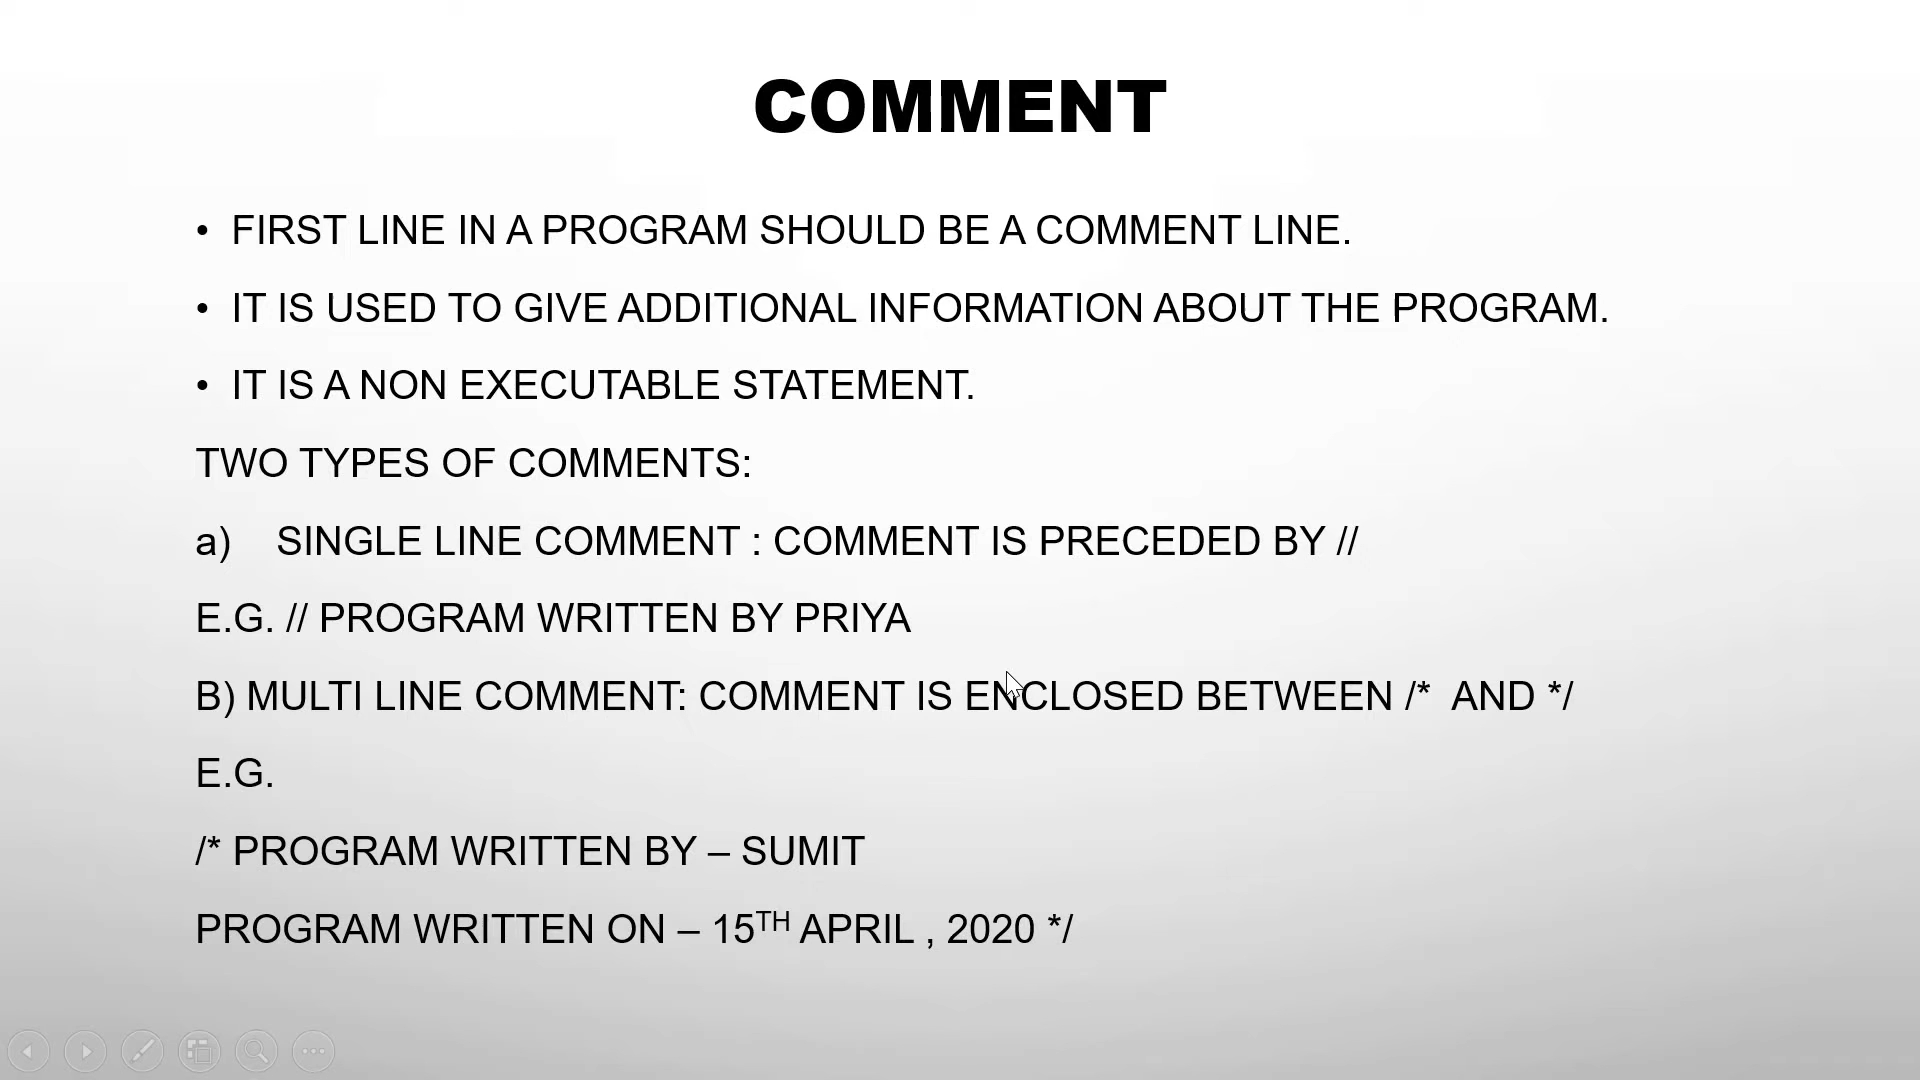 COMMENT
• FIRST LINE IN A PROGRAM SHOULD BE A COMMENT LINE.
• IT IS USED TO GIVE ADDITIONAL INFORMATION ABOUT THE PROGRAM.
• IT IS A NON EXECUTABLE STATEMENT.
TWO TYPES OF COMMENTS:
a) SINGLE LINE COMMENT : COMMENT IS PRECEDED BY //
E.G. // PROGRAM WRITTEN BY PRIYA
B) MULTI LINE COMMENT: COMMENT IS ENCLOSED BETWEEN /* AND */
E.G.
/* PROGRAM WRITTEN BY – SUMIT
PROGRAM WRITTEN ON – 15TH APRIL , 2020 */